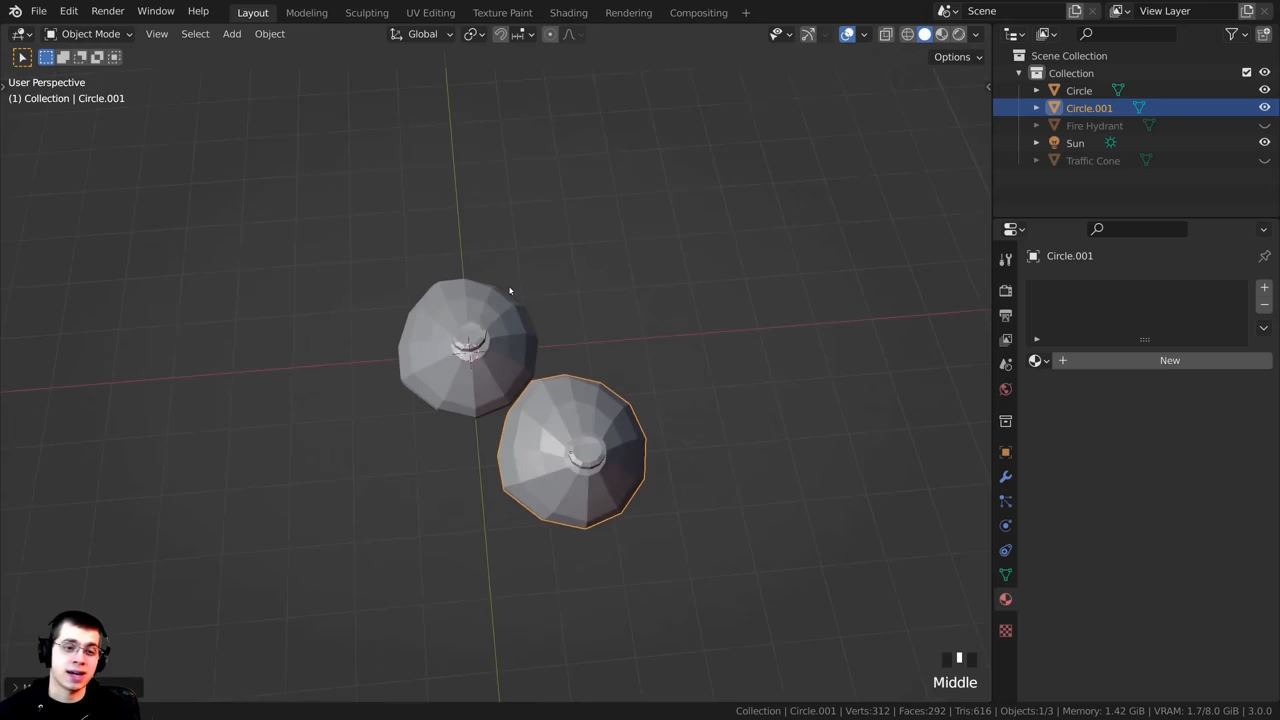 File Edit Render Window Help
Layout Modeling Sculpting UV Editing Texture Paint Shading Rendering Compositing +
Scene
View Layer
Object Mode View Select Add Object
Global
Options
User Perspective
(1) Collection | Circle.001
Scene Collection
Collection
Circle
Circle.001
Fire Hydrant
Sun
Traffic Cone
Circle.001
New
Middle
Collection | Circle.001 | Verts:312 | Faces:292 | Tris:616 | Objects:1/3 | Memory: 1.42 GiB | VRAM: 1.7/8.0 GiB | 3.0.0